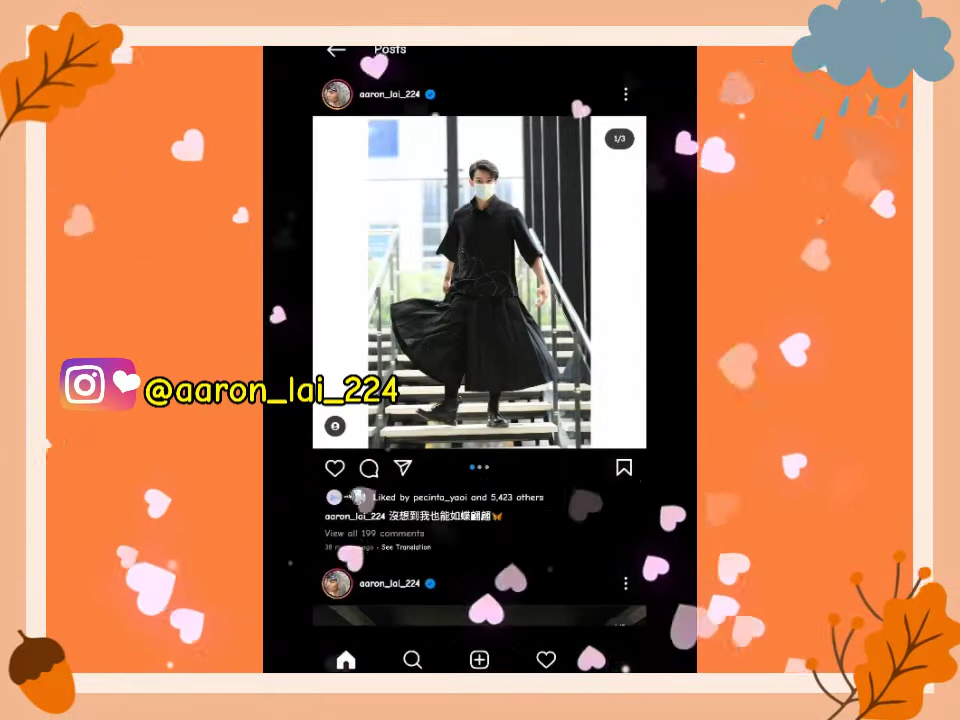 Posts
aaron_lai_224
1/3
@aaron_lai_224
Liked by pecinta_yaoi and 5,423 others
aaron_lai_224 沒想到我也能如蝶翩翩🦋
View all 199 comments
ago · See Translation
aaron_lai_224